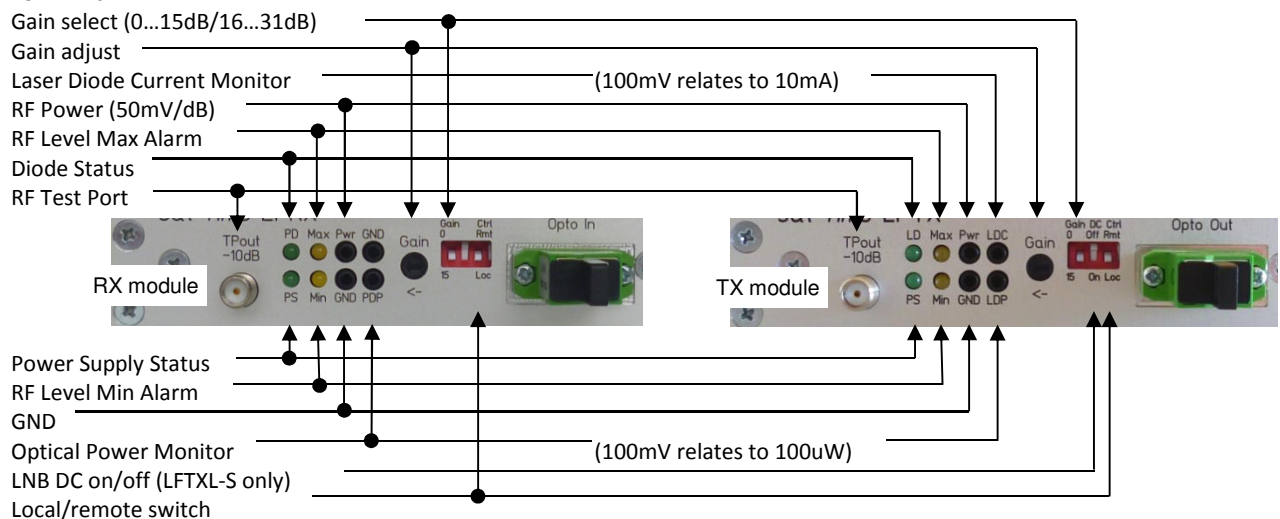 Gain select (0…15dB/16…31dB)
Gain adjust
Laser Diode Current Monitor (100mV relates to 10mA)
RF Power (50mV/dB)
RF Level Max Alarm
Diode Status
RF Test Port
TPout
-10dB
PD Max Pwr GND
PS Min GND PDP
Gain
<-
Gain Ctrl
0 Rmt
15 Loc
Opto In
RX module
TPout
-10dB
LD Max Pwr LDC
PS Min GND LDP
Gain
<-
Gain DC Ctrl
0 Off Rmt
15 On Loc
Opto Out
TX module
Power Supply Status
RF Level Min Alarm
GND
Optical Power Monitor (100mV relates to 100uW)
LNB DC on/off (LFTXL-S only)
Local/remote switch